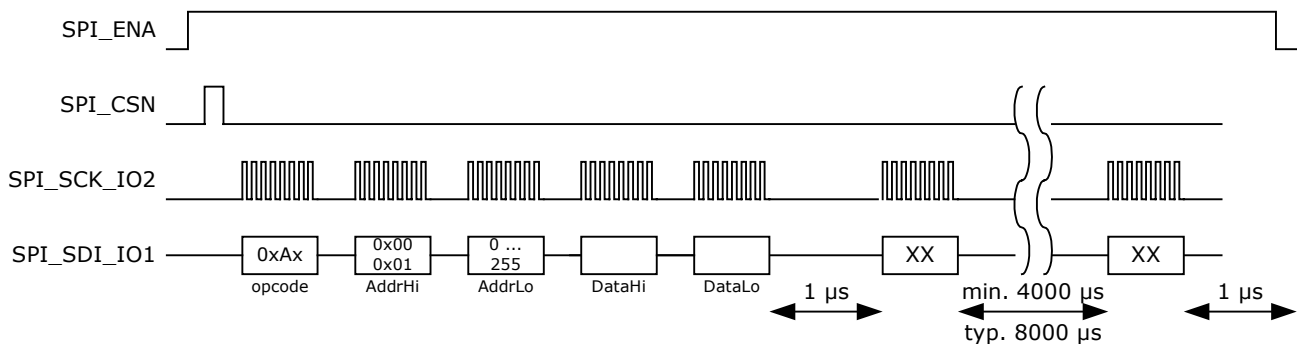 SPI_ENA
SPI_CSN
SPI_SCK_IO2
SPI_SDI_IO1
0xAx
0x00
0x01
0 ...
255
XX
XX
opcode
AddrHi
AddrLo
DataHi
DataLo
1 µs
min. 4000 µs
1 µs
typ. 8000 µs